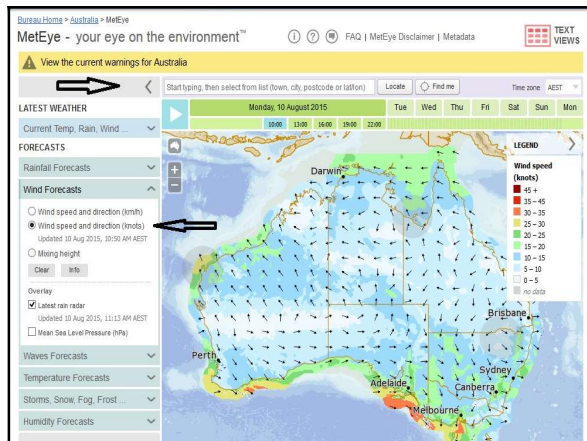 Bureau Home > Australia > MetEye
MetEye - your eye on the environment™
FAQ | MetEye Disclaimer | Metadata
TEXT
VIEWS
View the current warnings for Australia
Start typing, then select from list (town, city, postcode or lat/lon)
Locate
Find me
Time zone AEST
LATEST WEATHER
Current Temp, Rain, Wind ...
FORECASTS
Rainfall Forecasts
Wind Forecasts
Wind speed and direction (km/h)
Wind speed and direction (knots)
Updated 10 Aug 2015, 10:50 AM AEST
Mixing height
Clear
Info
Overlay
Latest rain radar
Updated 10 Aug 2015, 11:13 AM AEST
Mean Sea Level Pressure (hPa)
Waves Forecasts
Temperature Forecasts
Storms, Snow, Fog, Frost ...
Humidity Forecasts
Monday, 10 August 2015
Tue Wed Thu Fri Sat Sun Mon
10:00 13:00 16:00 19:00 22:00
LEGEND
Wind speed
(knots)
45 +
35 – 45
30 – 35
25 – 30
20 – 25
15 – 20
10 – 15
5 – 10
0 – 5
no data
Darwin
Brisbane
Perth
Sydney
Adelaide
Canberra
Melbourne